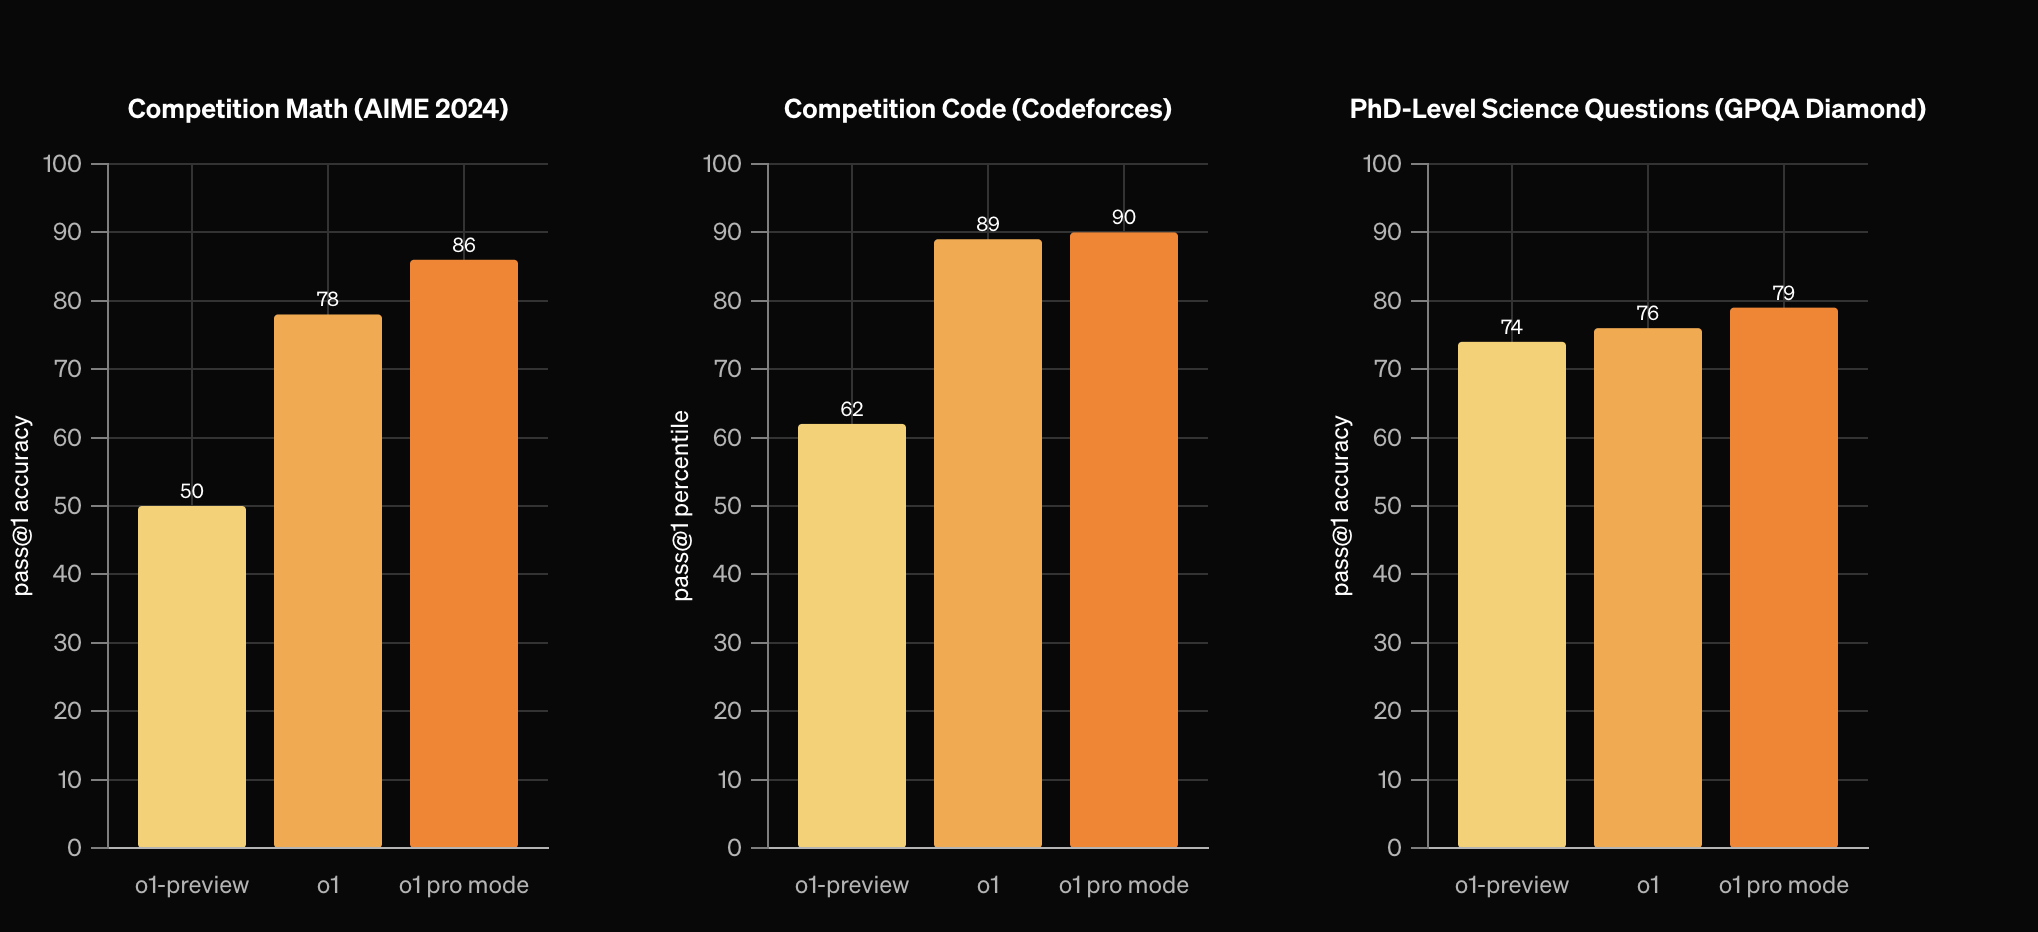 Competition Math (AIME 2024)
pass@1 accuracy
100
90
80
70
60
50
40
30
20
10
0
50
78
86
o1-preview
o1
o1 pro mode
Competition Code (Codeforces)
pass@1 percentile
100
90
80
70
60
50
40
30
20
10
0
62
89
90
o1-preview
o1
o1 pro mode
PhD-Level Science Questions (GPQA Diamond)
pass@1 accuracy
100
90
80
70
60
50
40
30
20
10
0
74
76
79
o1-preview
o1
o1 pro mode